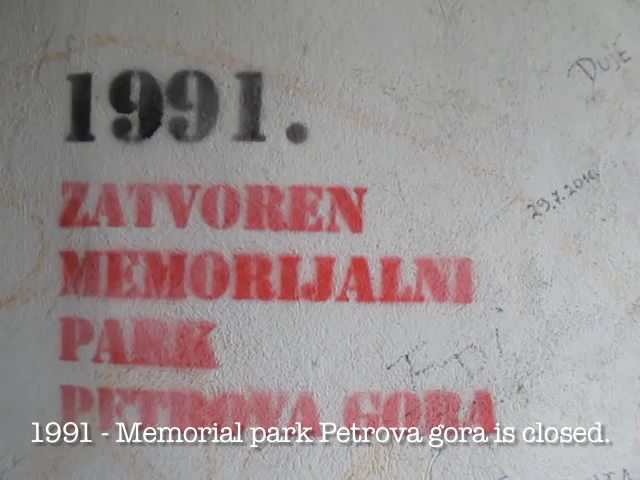 1991.
DUJE
29.7.2016
ZATVOREN
MEMORIJALNI
PARK
PETROVA GORA
1991 - Memorial park Petrova gora is closed.